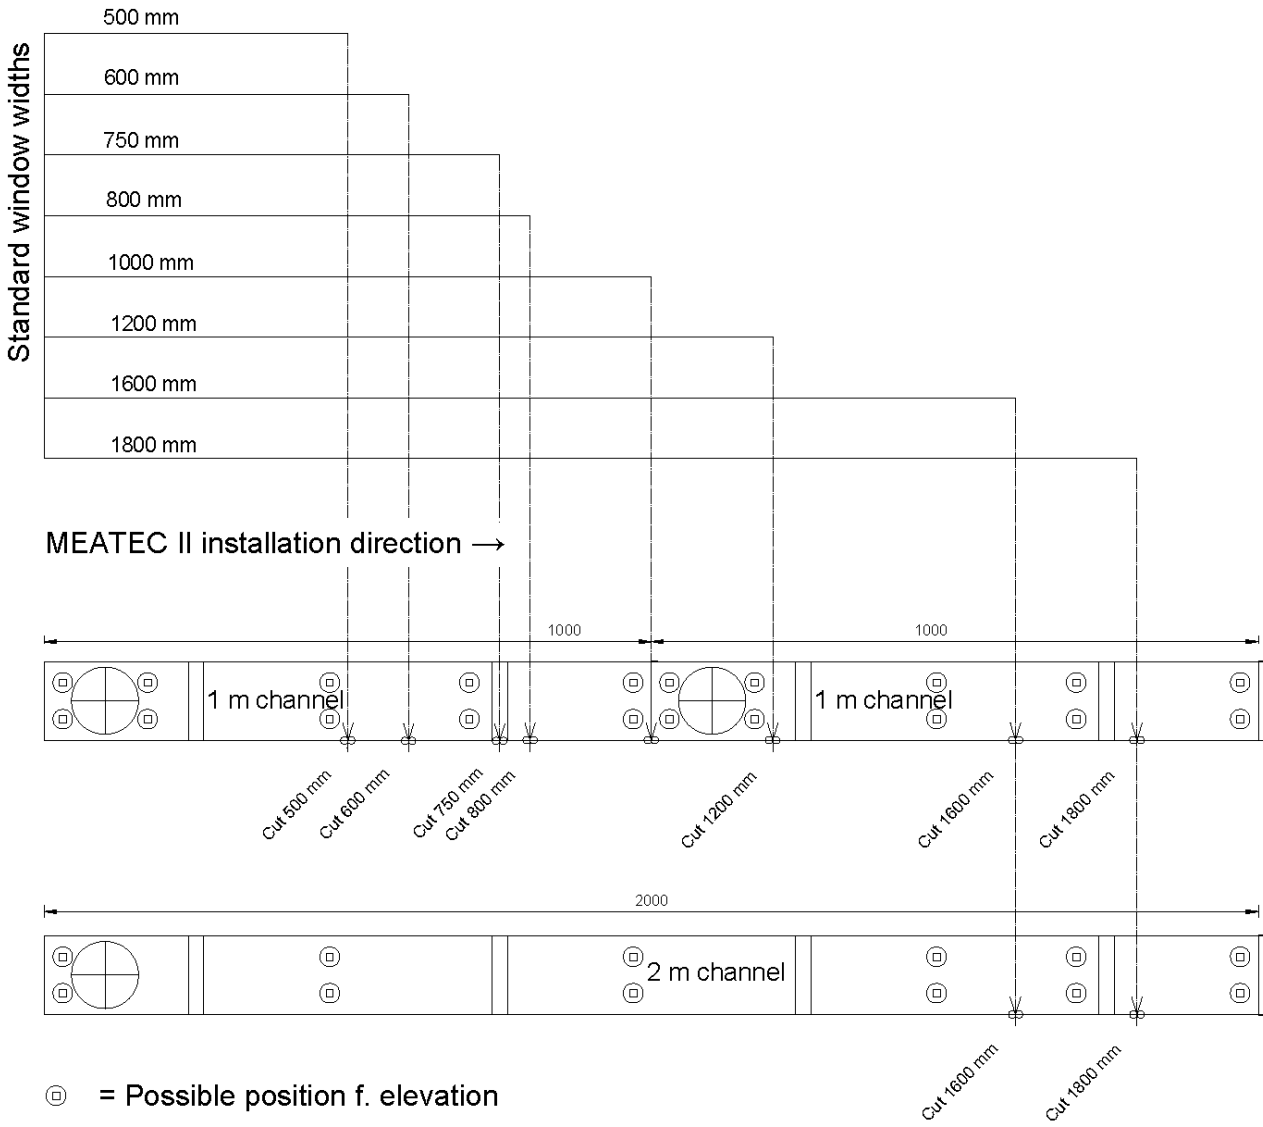 Standard window widths
500 mm
600 mm
750 mm
800 mm
1000 mm
1200 mm
1600 mm
1800 mm
MEATEC II installation direction →
1000
1000
1 m channel
1 m channel
Cut 500 mm
Cut 600 mm
Cut 750 mm
Cut 800 mm
Cut 1200 mm
Cut 1600 mm
Cut 1800 mm
2000
2 m channel
Cut 1600 mm
Cut 1800 mm
= Possible position f. elevation